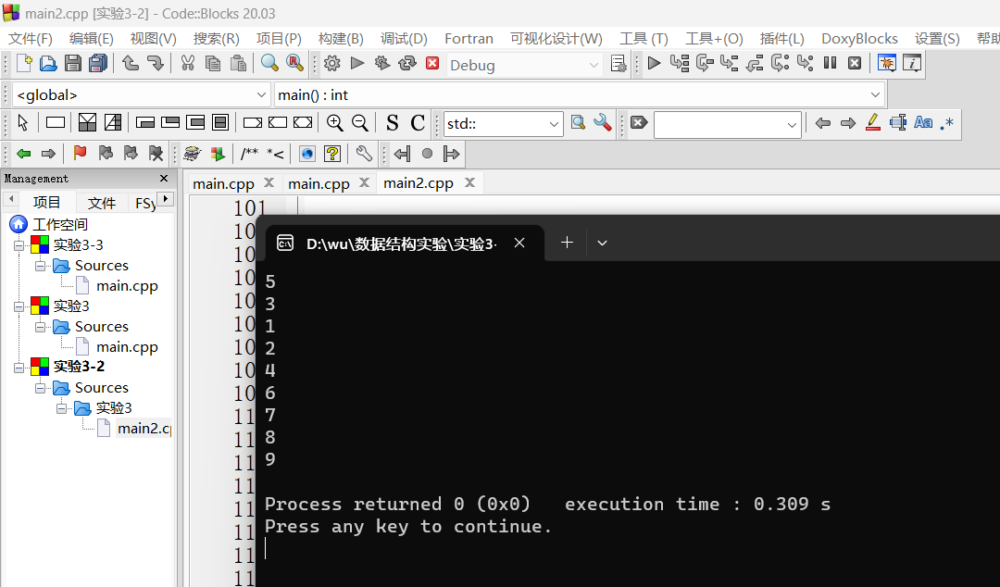 main2.cpp [实验3-2] - Code::Blocks 20.03
文件(F) 编辑(E) 视图(V) 搜索(R) 项目(P) 构建(B) 调试(D) Fortran 可视化设计(W) 工具 (T) 工具+(O) 插件(L) DoxyBlocks 设置(S) 帮助
Debug
<global> main() : int
S C std:: Aa .*
/** *<
Management
项目 文件 FSy
main.cpp main.cpp main2.cpp
工作空间
实验3-3
Sources
main.cpp
实验3
Sources
main.cpp
实验3-2
Sources
实验3
main2.cp
101
10
10
10
10
10
10
10
10
11
11
11
11
11
11
11
11
D:\wu\数据结构实验\实验3-
5
3
1
2
4
6
7
8
9
Process returned 0 (0x0) execution time : 0.309 s
Press any key to continue.